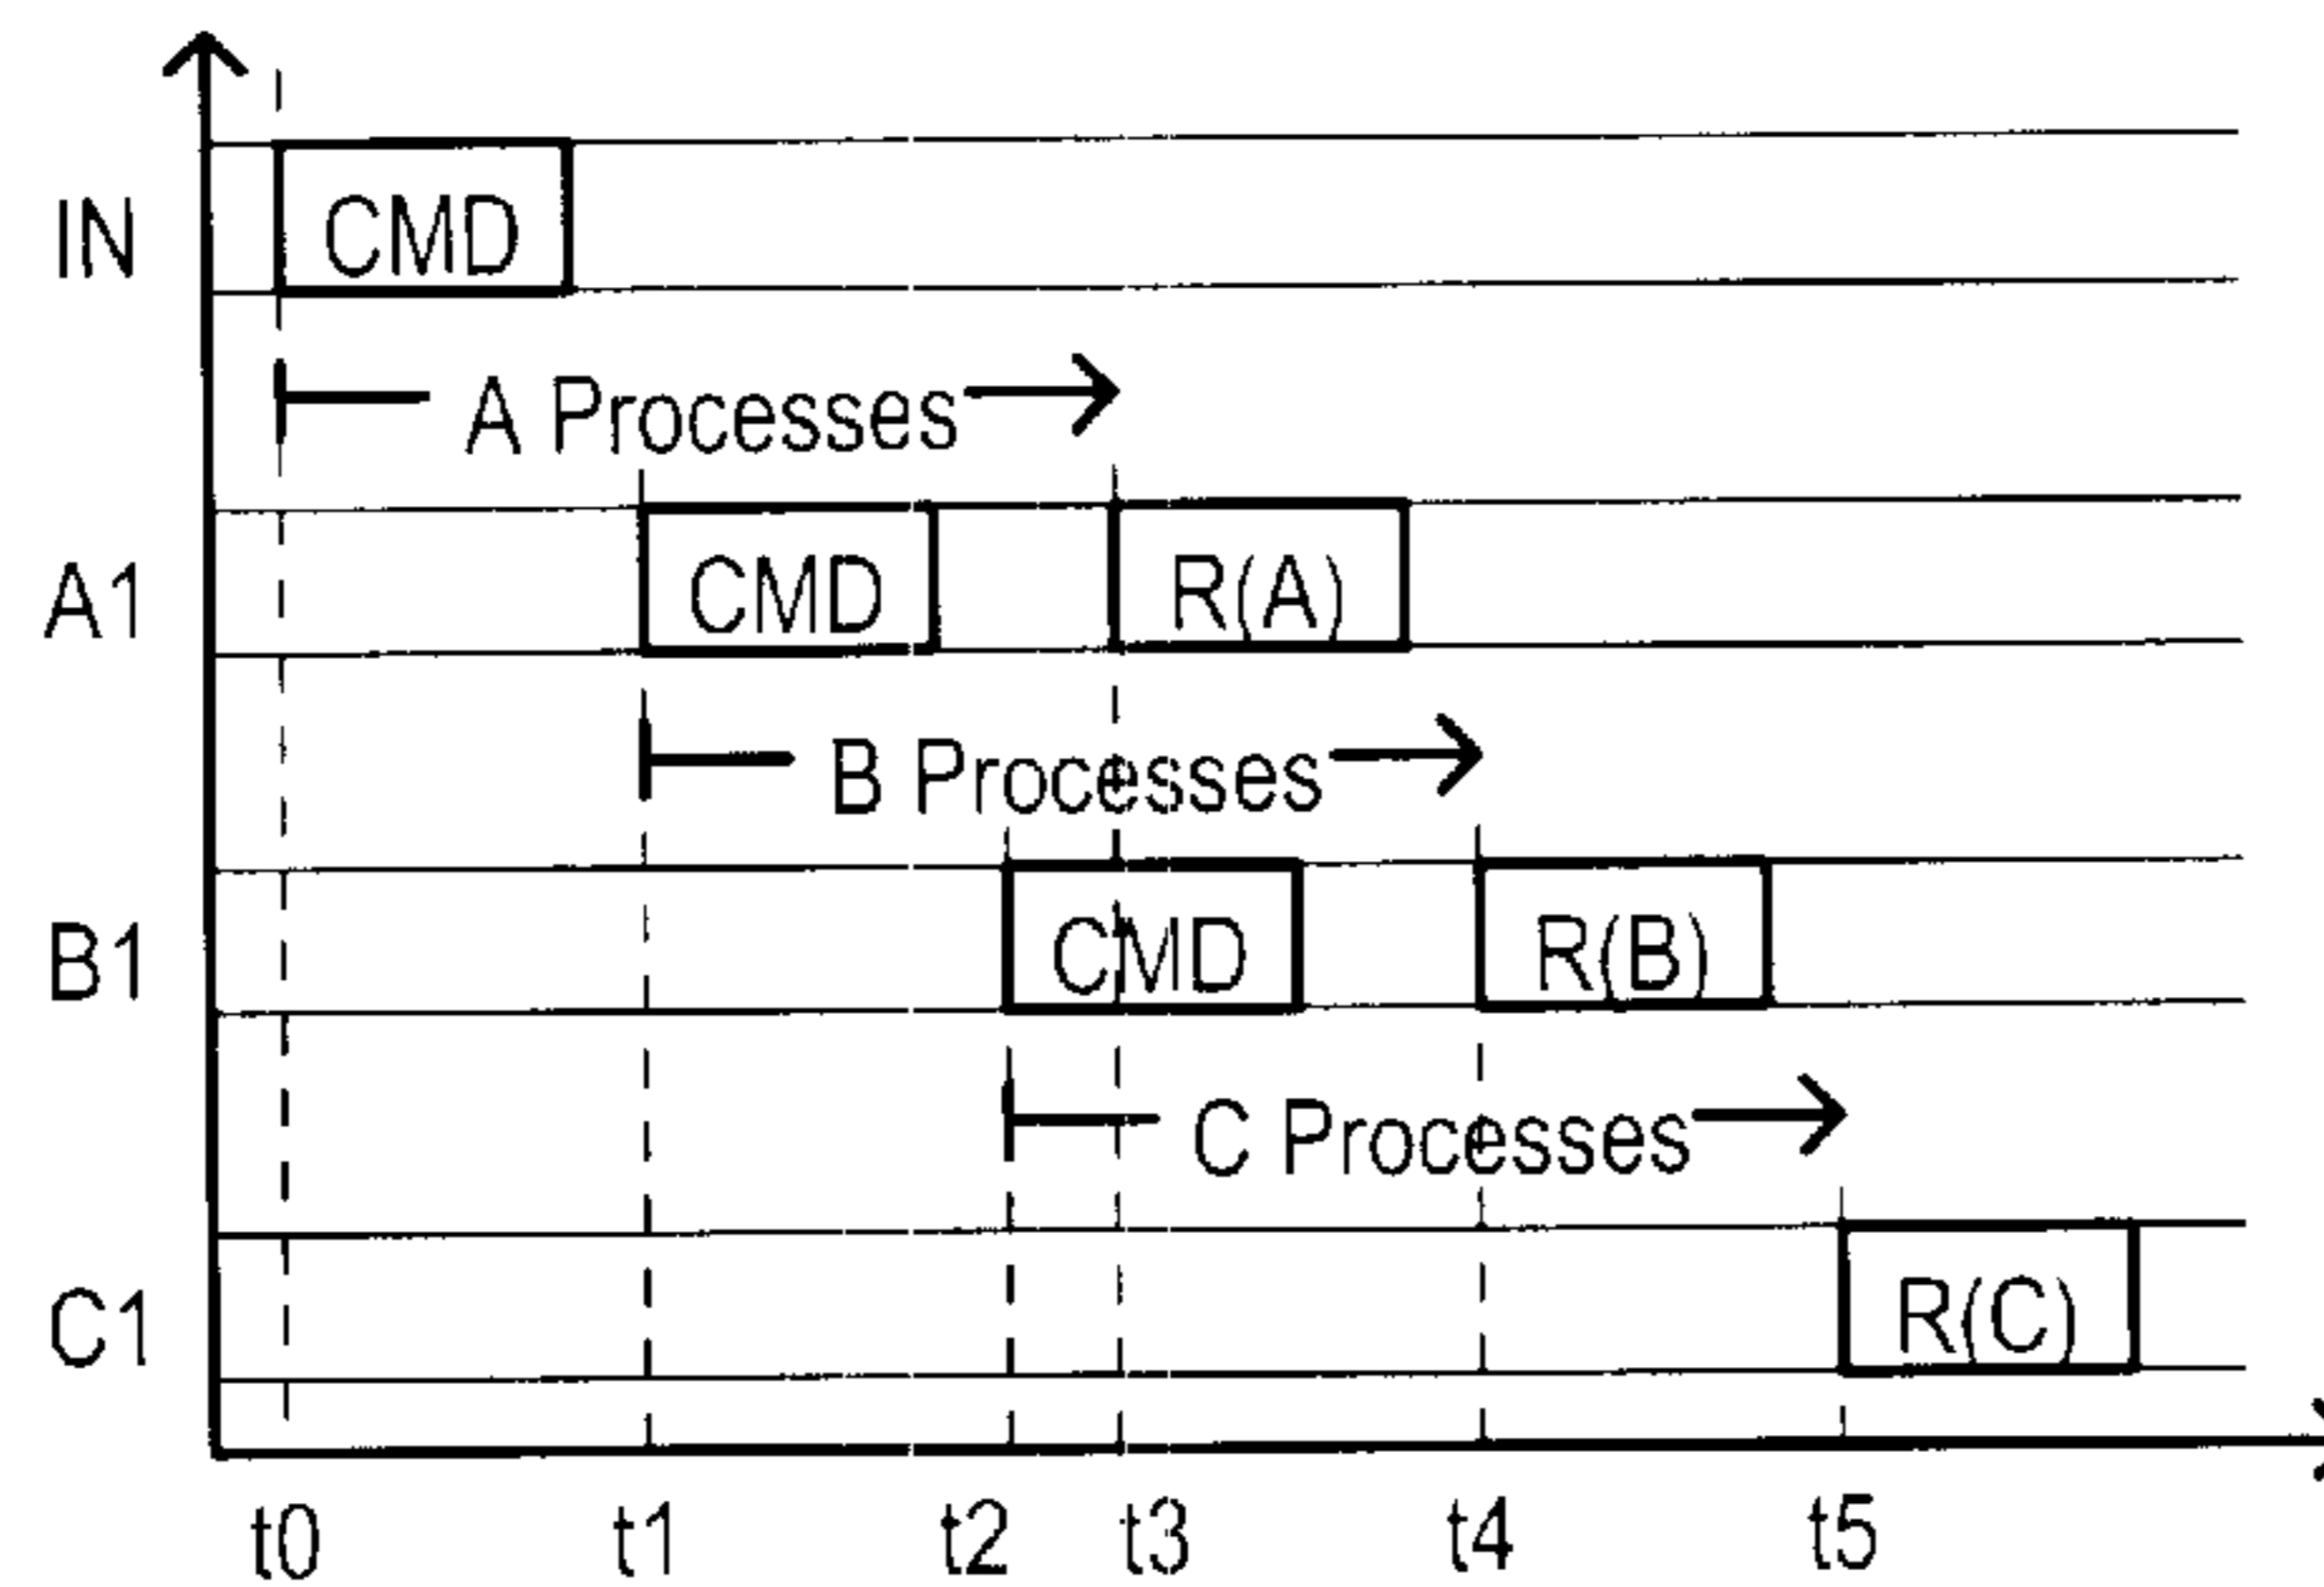 IN CMD
A Processes
A1 CMD R(A)
B Processes
B1 CMD R(B)
C Processes
C1 R(C)
t0 t1 t2 t3 t4 t5